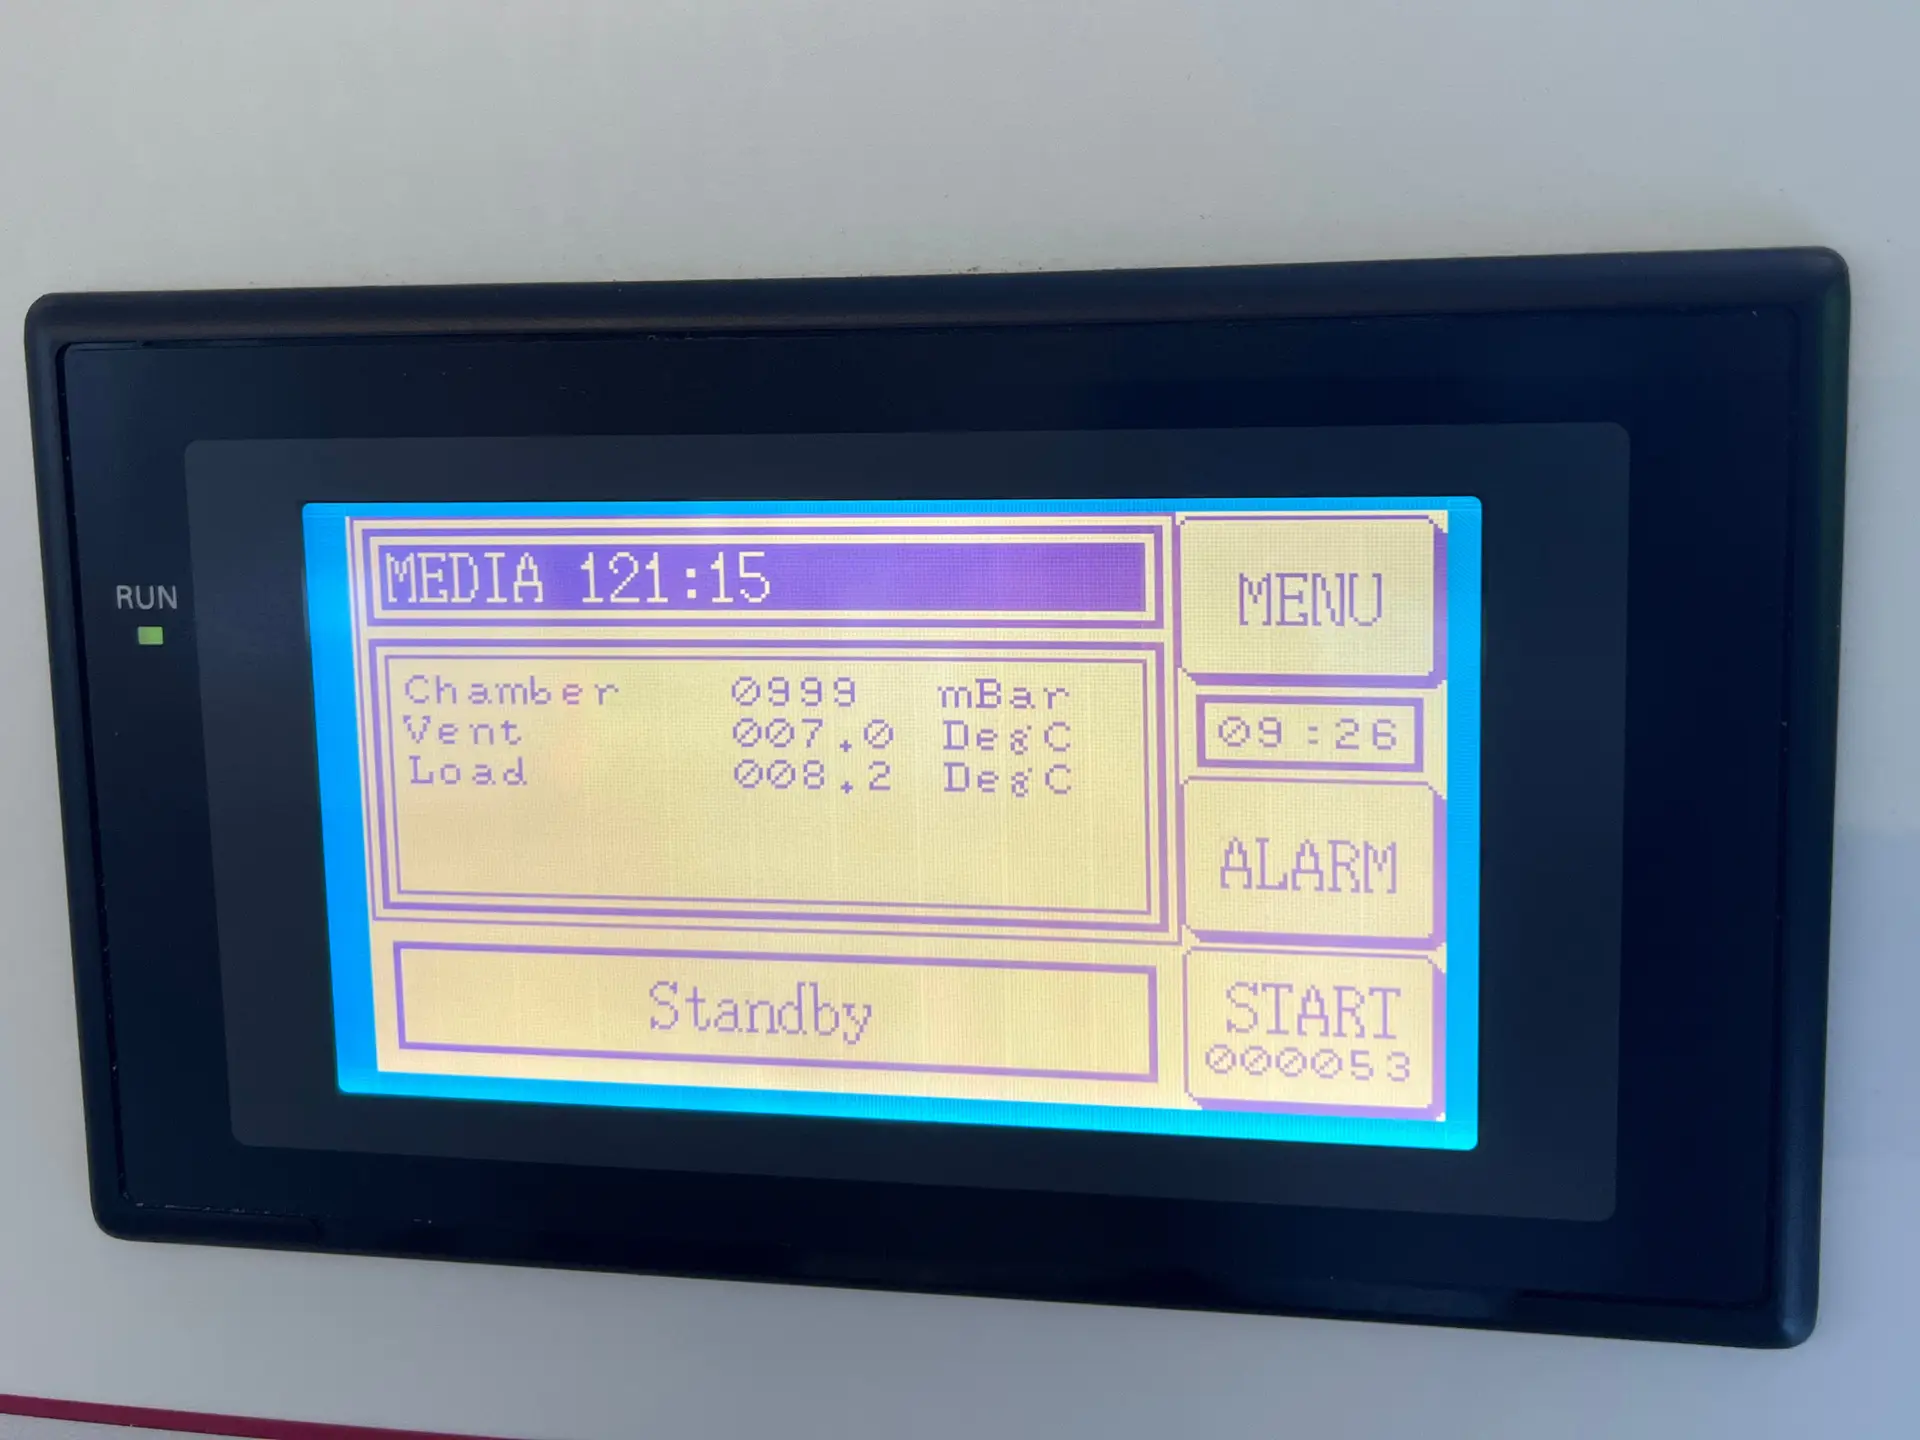 RUN
MEDIA 121:15
Chamber 0999 mBar
Vent 007.0 DegC
Load 008.2 DegC
Standby
MENU
09:26
ALARM
START
000053